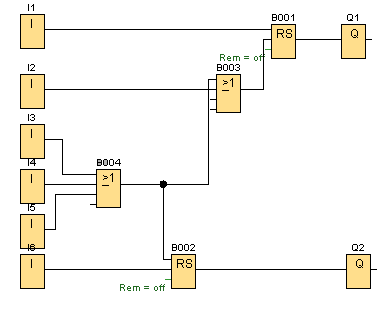 I1
I
B001
RS
Q1
Q
Rem = off
I2
I
B003
>1
I3
I
I4
I
B004
>1
I5
I
I6
I
B002
RS
Rem = off
Q2
Q